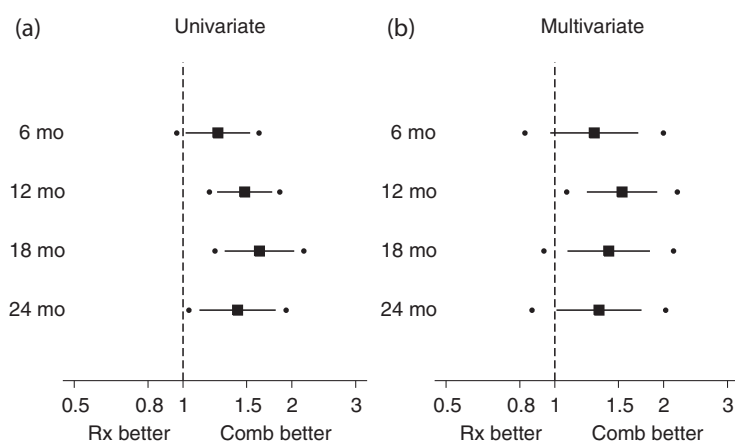 (a) Univariate
6 mo
12 mo
18 mo
24 mo
0.5 0.8 1 1.5 2 3
Rx better Comb better
(b) Multivariate
6 mo
12 mo
18 mo
24 mo
0.5 0.8 1 1.5 2 3
Rx better Comb better